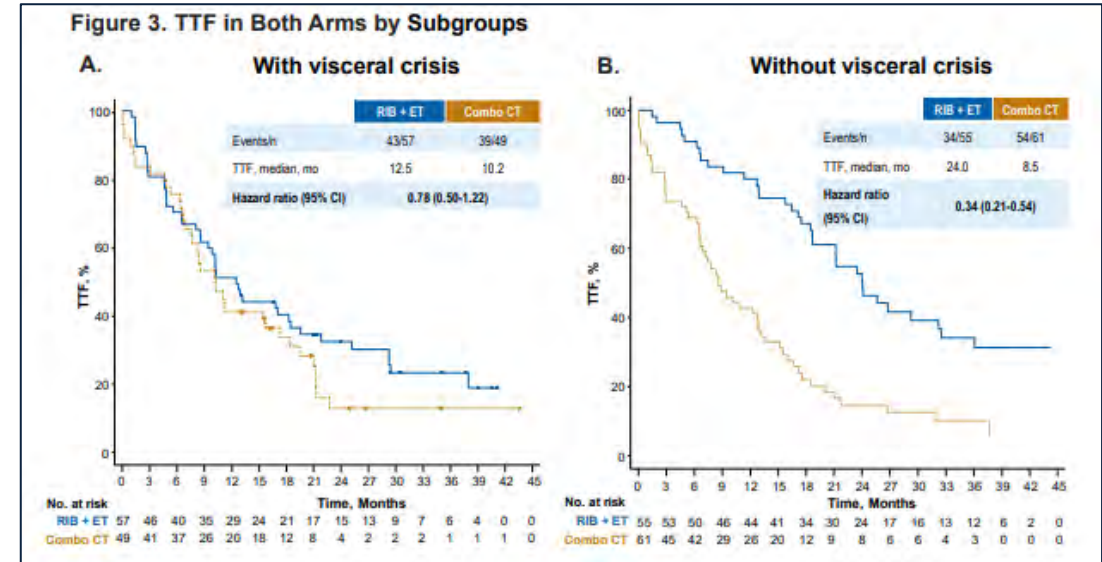 Figure 3. TTF in Both Arms by Subgroups
A. With visceral crisis
RIB + ET Combo CT
Events/n 43/57 39/49
TTF, median, mo 12.5 10.2
Hazard ratio (95% CI) 0.78 (0.50-1.22)
TTF, %
100
80
60
40
20
0
0 3 6 9 12 15 18 21 24 27 30 33 36 39 42 45
Time, Months
No. at risk
RIB + ET 57 46 40 35 29 24 21 17 15 13 9 7 6 4 0 0
Combo CT 49 41 37 26 20 18 12 8 4 2 2 2 1 1 1 0
B. Without visceral crisis
RIB + ET Combo CT
Events/n 34/55 54/61
TTF, median, mo 24.0 8.5
Hazard ratio
(95% CI) 0.34 (0.21-0.54)
TTF, %
100
80
60
40
20
0
0 3 6 9 12 15 18 21 24 27 30 33 36 39 42 45
Time, Months
No. at risk
RIB + ET 55 53 50 46 44 41 34 30 24 17 16 13 12 6 2 0
Combo CT 61 45 42 29 26 20 12 9 8 6 6 4 3 0 0 0